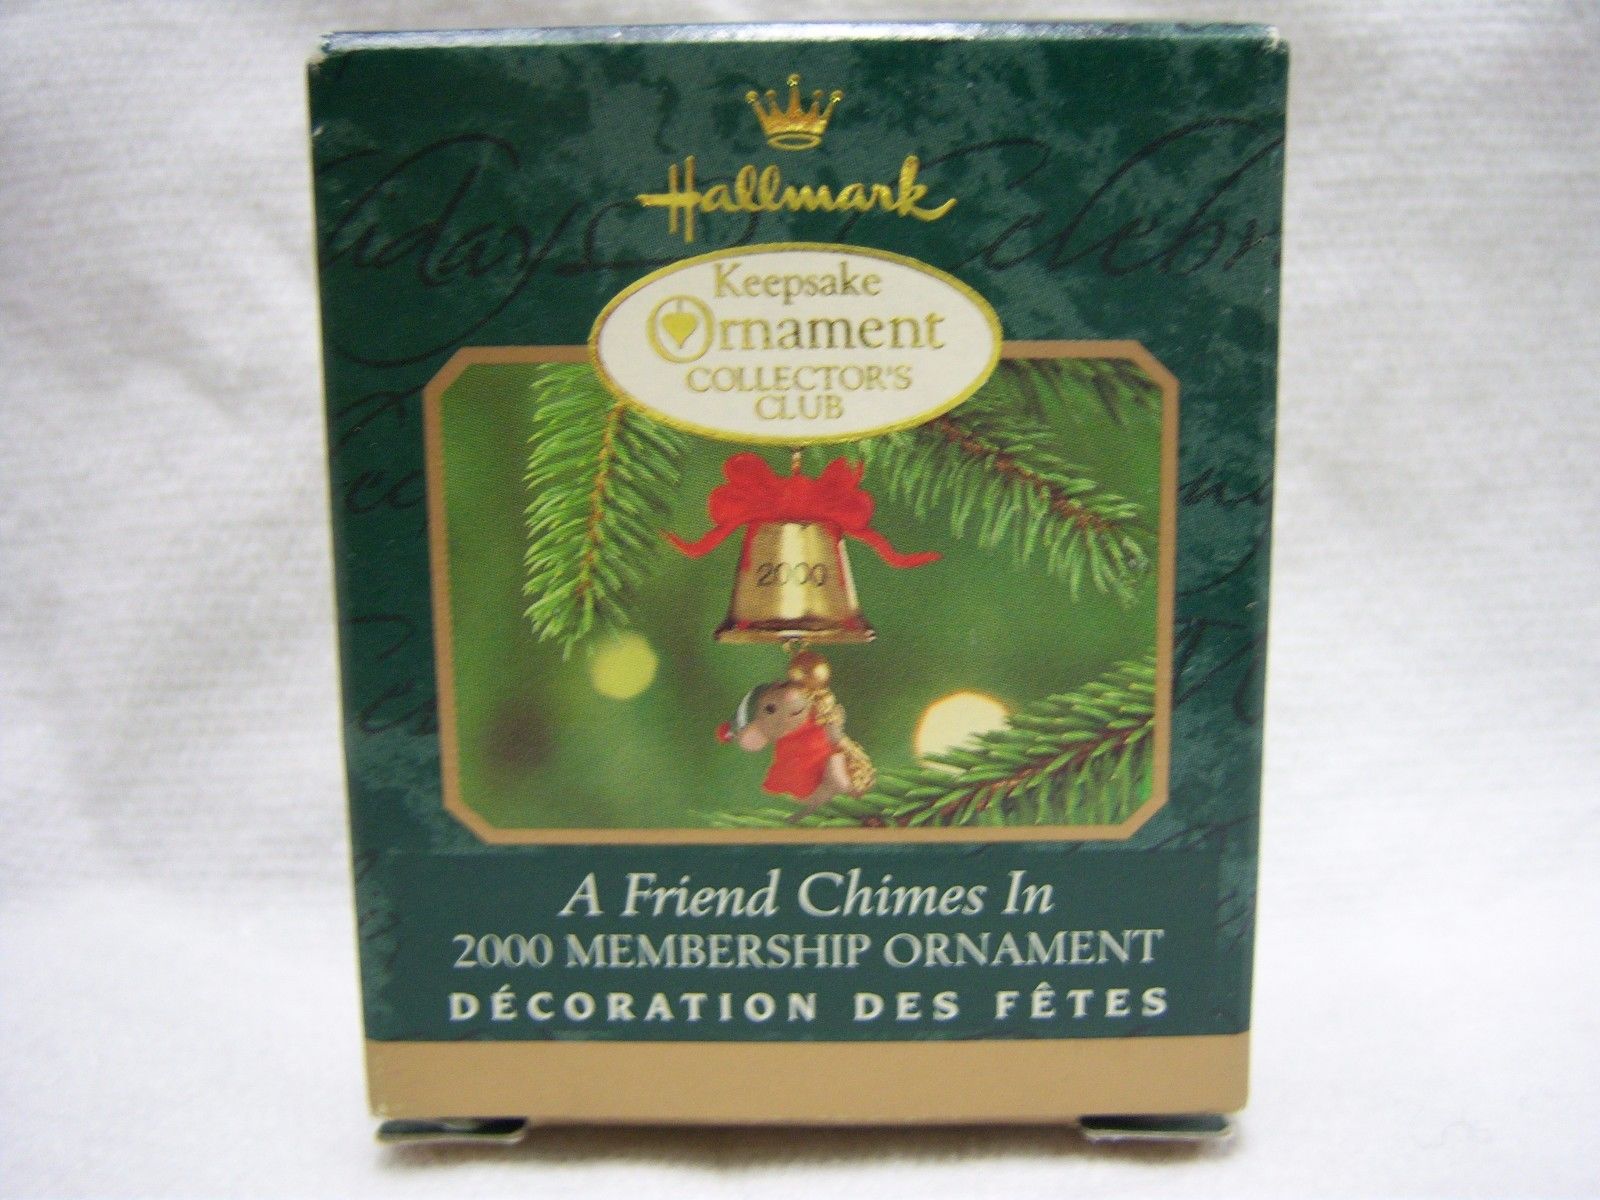 Hallmark
Keepsake
Ornament
COLLECTOR'S
CLUB
2000
A Friend Chimes In
2000 MEMBERSHIP ORNAMENT
DÉCORATION DES FÊTES